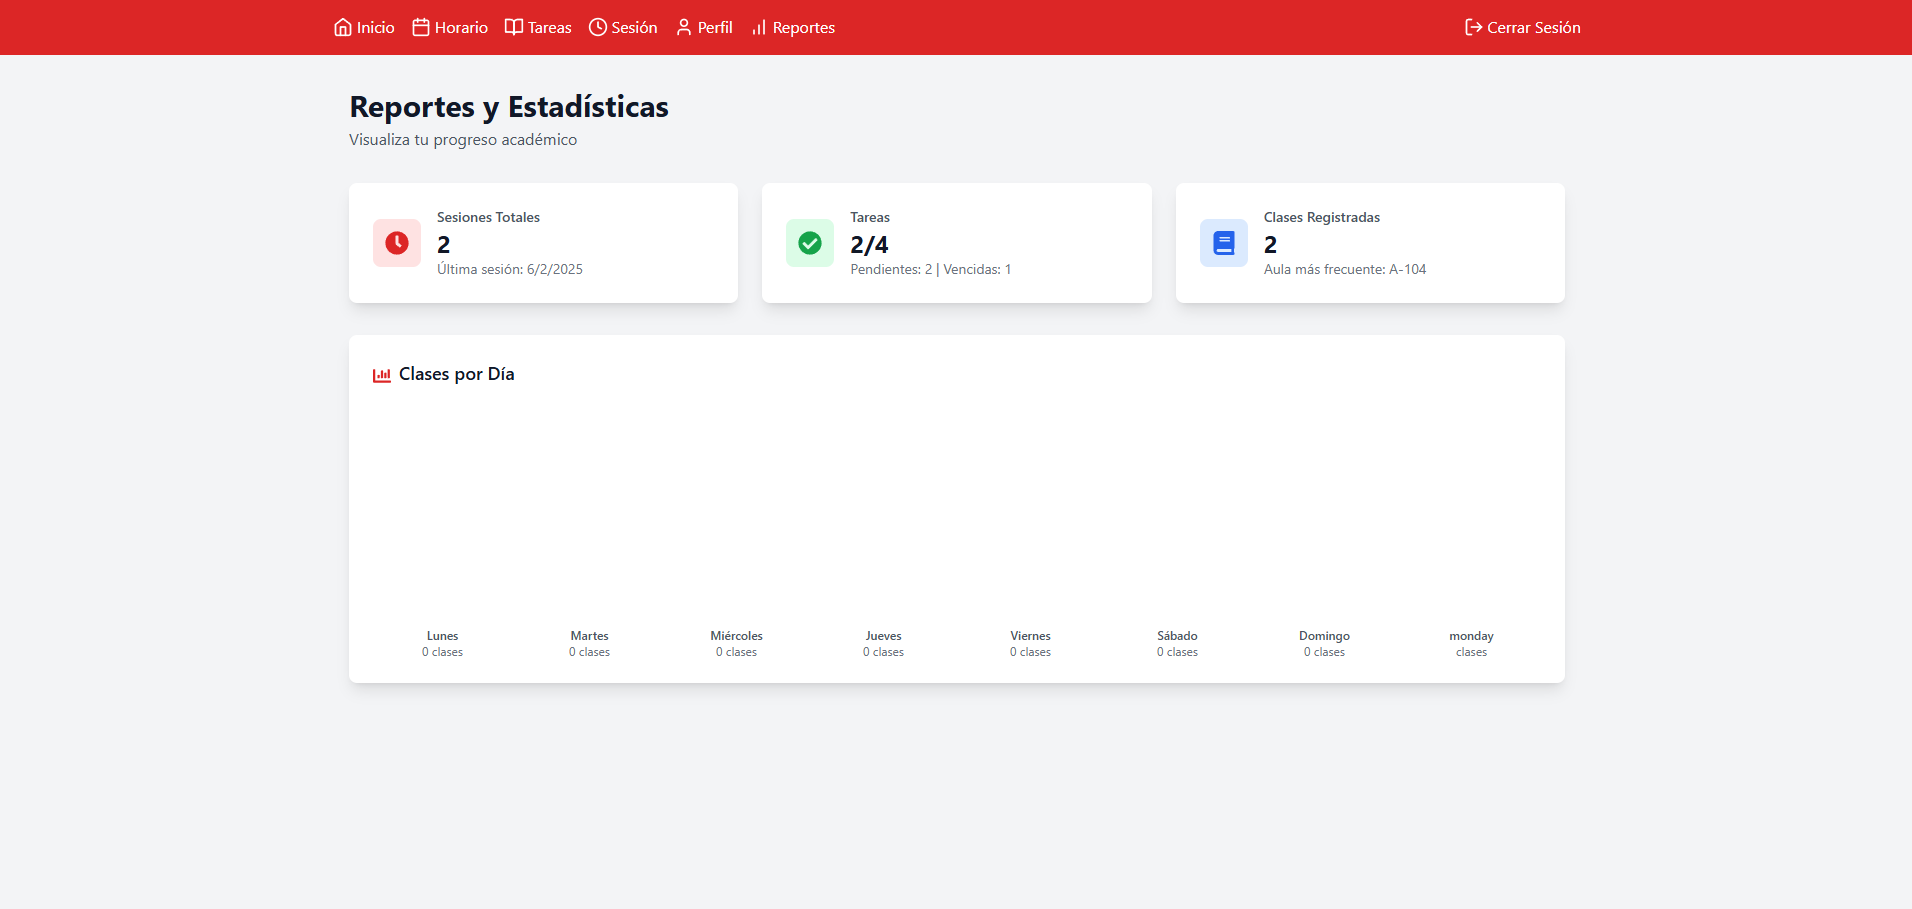 Inicio Horario Tareas Sesión Perfil Reportes Cerrar Sesión
Reportes y Estadísticas
Visualiza tu progreso académico
Sesiones Totales
2
Última sesión: 6/2/2025
Tareas
2/4
Pendientes: 2 | Vencidas: 1
Clases Registradas
2
Aula más frecuente: A-104
Clases por Día
Lunes Martes Miércoles Jueves Viernes Sábado Domingo monday
0 clases 0 clases 0 clases 0 clases 0 clases 0 clases 0 clases clases